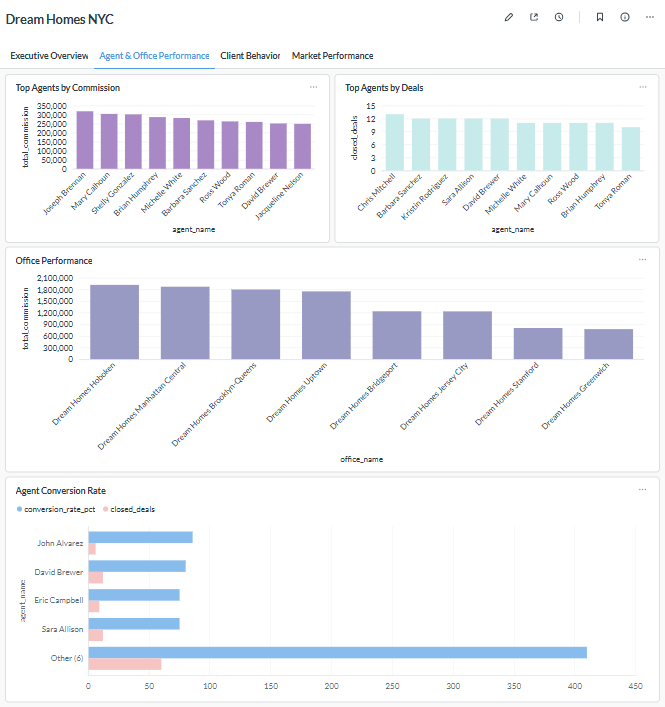 Dream Homes NYC
Executive Overview Agent & Office Performance Client Behavior Market Performance
Top Agents by Commission
350,000
300,000
250,000
200,000
150,000
100,000
50,000
0
total_commission
Joseph Brennan
Mary Calhoun
Shelly Gonzalez
Brian Humphrey
Michelle White
Barbara Sanchez
Ross Wood
Tonya Roman
David Brewer
Jacqueline Nelson
agent_name
Top Agents by Deals
15
12
9
6
3
0
closed_deals
Chris Mitchell
Barbara Sanchez
Kristin Rodriguez
Sara Allison
David Brewer
Michelle White
Mary Calhoun
Ross Wood
Brian Humphrey
Tonya Roman
agent_name
Office Performance
2,100,000
1,800,000
1,500,000
1,200,000
900,000
600,000
300,000
0
total_commission
Dream Homes Hoboken
Dream Homes Manhattan Central
Dream Homes Brooklyn-Queens
Dream Homes Uptown
Dream Homes Bridgeport
Dream Homes Jersey City
Dream Homes Stamford
Dream Homes Greenwich
office_name
Agent Conversion Rate
conversion_rate_pct closed_deals
agent_name
John Alvarez
David Brewer
Eric Campbell
Sara Allison
Other (6)
0 50 100 150 200 250 300 350 400 450